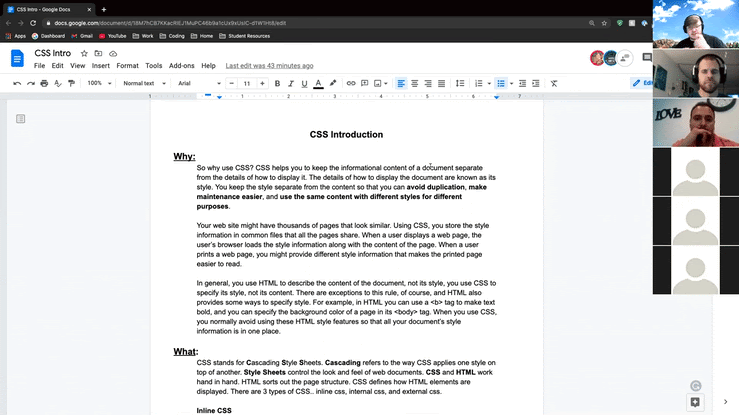 CSS Intro - Google Docs
docs.google.com/document/d/
Apps Dashboard Gmail YouTube Work Coding Home Student Resources
CSS Intro
File Edit View Insert Format Tools Add-ons Help Last edit was 43 minutes ago
100% Normal text Arial 11 B I U A
1 1 2 3 4 5 6 7
CSS Introduction
Why:
So why use CSS? CSS helps you to keep the informational content of a document separate
from the details of how to display it. The details of how to display the document are known as its
style. You keep the style separate from the content so that you can avoid duplication, make
maintenance easier, and use the same content with different styles for different
purposes.
Your web site might have thousands of pages that look similar. Using CSS, you store the style
information in common files that all the pages share. When a user displays a web page, the
user's browser loads the style information along with the content of the page. When a user
prints a web page, you might provide different style information that makes the printed page
easier to read.
In general, you use HTML to describe the content of the document, not its style, you use CSS to
specify its style, not its content. There are exceptions to this rule, of course, and HTML also
provides some ways to specify style. For example, in HTML you can use a <b> tag to make text
bold, and you can specify the background color of a page in its <body> tag. When you use CSS,
you normally avoid using these HTML style features so that all your document's style
information is in one place.
What:
CSS stands for Cascading Style Sheets. Cascading refers to the way CSS applies one style on
top of another. Style Sheets control the look and feel of web documents. CSS and HTML work
hand in hand. HTML sorts out the page structure. CSS defines how HTML elements are
displayed. There are 3 types of CSS.. inline css, internal css, and external css.
Inline CSS
LOVE